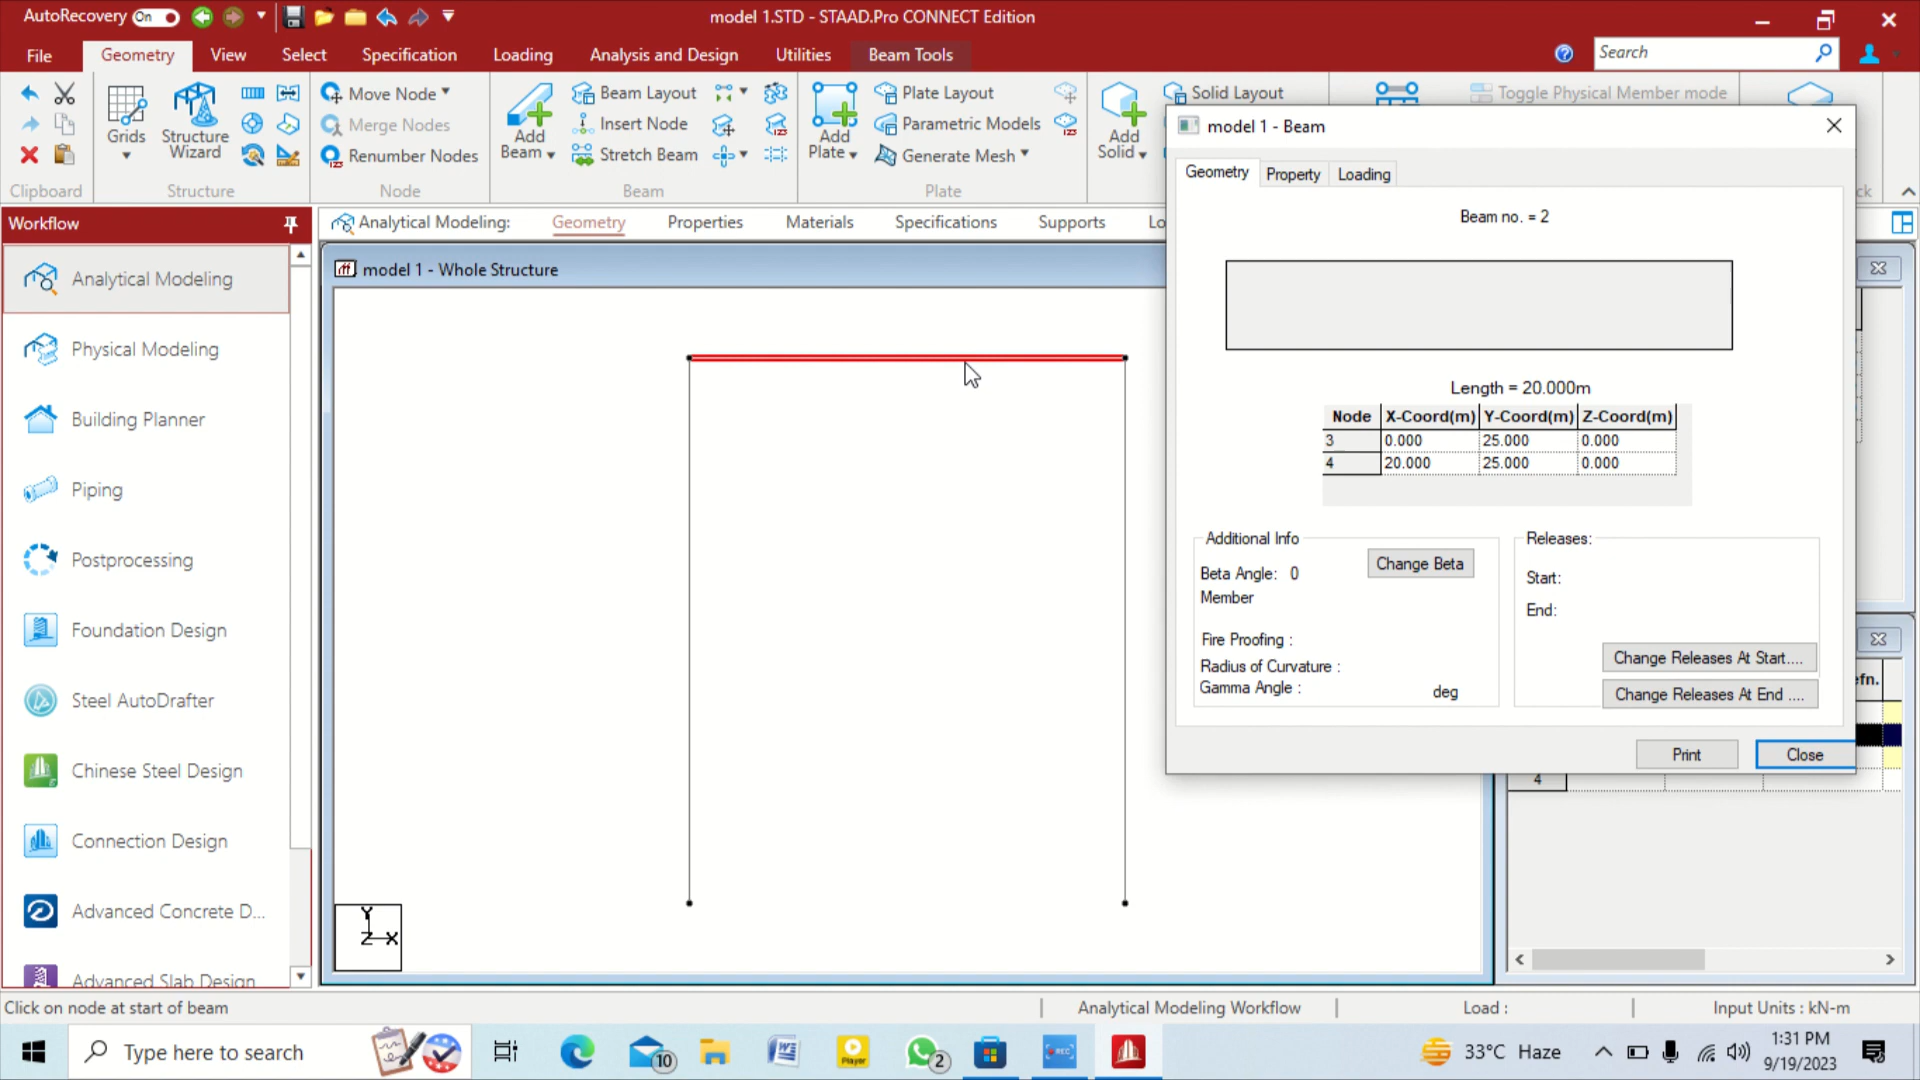 AutoRecovery On
model 1.STD - STAAD.Pro CONNECT Edition
File Geometry View Select Specification Loading Analysis and Design Utilities Beam Tools
Search
Move Node
Merge Nodes
Renumber Nodes
Grids
Structure Wizard
Add Beam
Beam Layout
Insert Node
Stretch Beam
Add Plate
Plate Layout
Parametric Models
Generate Mesh
Add Solid
Solid Layout
Toggle Physical Member mode
Clipboard Structure Node Beam Plate
Workflow
Analytical Modeling: Geometry Properties Materials Specifications Supports Lo
Analytical Modeling
Physical Modeling
Building Planner
Piping
Postprocessing
Foundation Design
Steel AutoDrafter
Chinese Steel Design
Connection Design
Advanced Concrete D...
Advanced Slab Design
model 1 - Whole Structure
Y
Z X
model 1 - Beam
Geometry Property Loading
Beam no. = 2
Length = 20.000m
Node X-Coord(m) Y-Coord(m) Z-Coord(m)
3 0.000 25.000 0.000
4 20.000 25.000 0.000
Additional Info
Beta Angle: 0
Change Beta
Member
Fire Proofing :
Radius of Curvature :
Gamma Angle : deg
Releases:
Start:
End:
Change Releases At Start....
Change Releases At End ....
Print Close
efn.
4
Click on node at start of beam
Analytical Modeling Workflow
Load :
Input Units : kN-m
Type here to search
10
Player
2
REC
33°C Haze
1:31 PM
9/19/2023